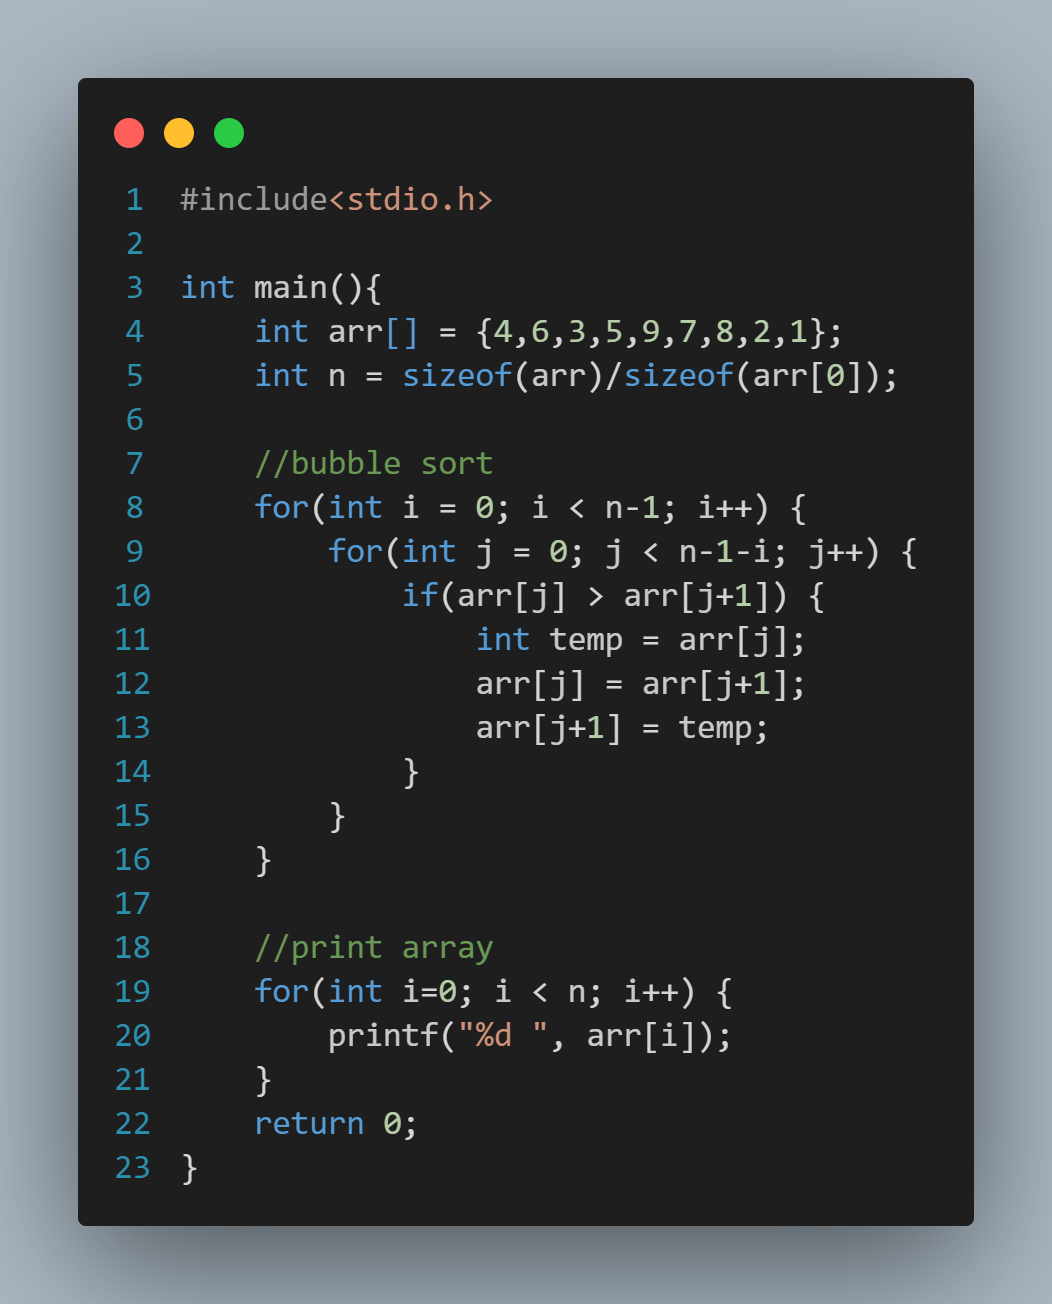 1 #include<stdio.h>
2
3 int main(){
4     int arr[] = {4,6,3,5,9,7,8,2,1};
5     int n = sizeof(arr)/sizeof(arr[0]);
6
7     //bubble sort
8     for(int i = 0; i < n-1; i++) {
9         for(int j = 0; j < n-1-i; j++) {
10             if(arr[j] > arr[j+1]) {
11                 int temp = arr[j];
12                 arr[j] = arr[j+1];
13                 arr[j+1] = temp;
14             }
15         }
16     }
17
18     //print array
19     for(int i=0; i < n; i++) {
20         printf("%d ", arr[i]);
21     }
22     return 0;
23 }